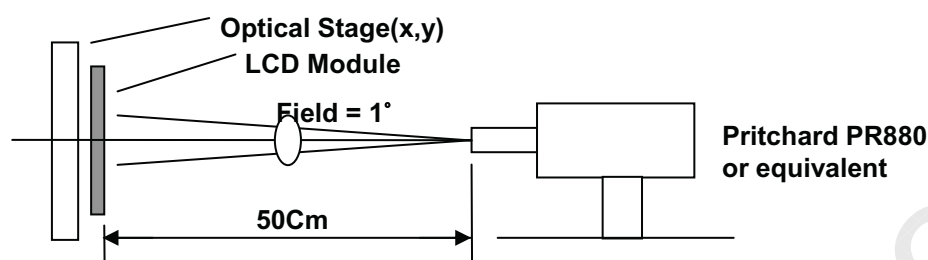 Optical Stage(x,y)
LCD Module
Field = 1˚
Pritchard PR880
or equivalent
50Cm